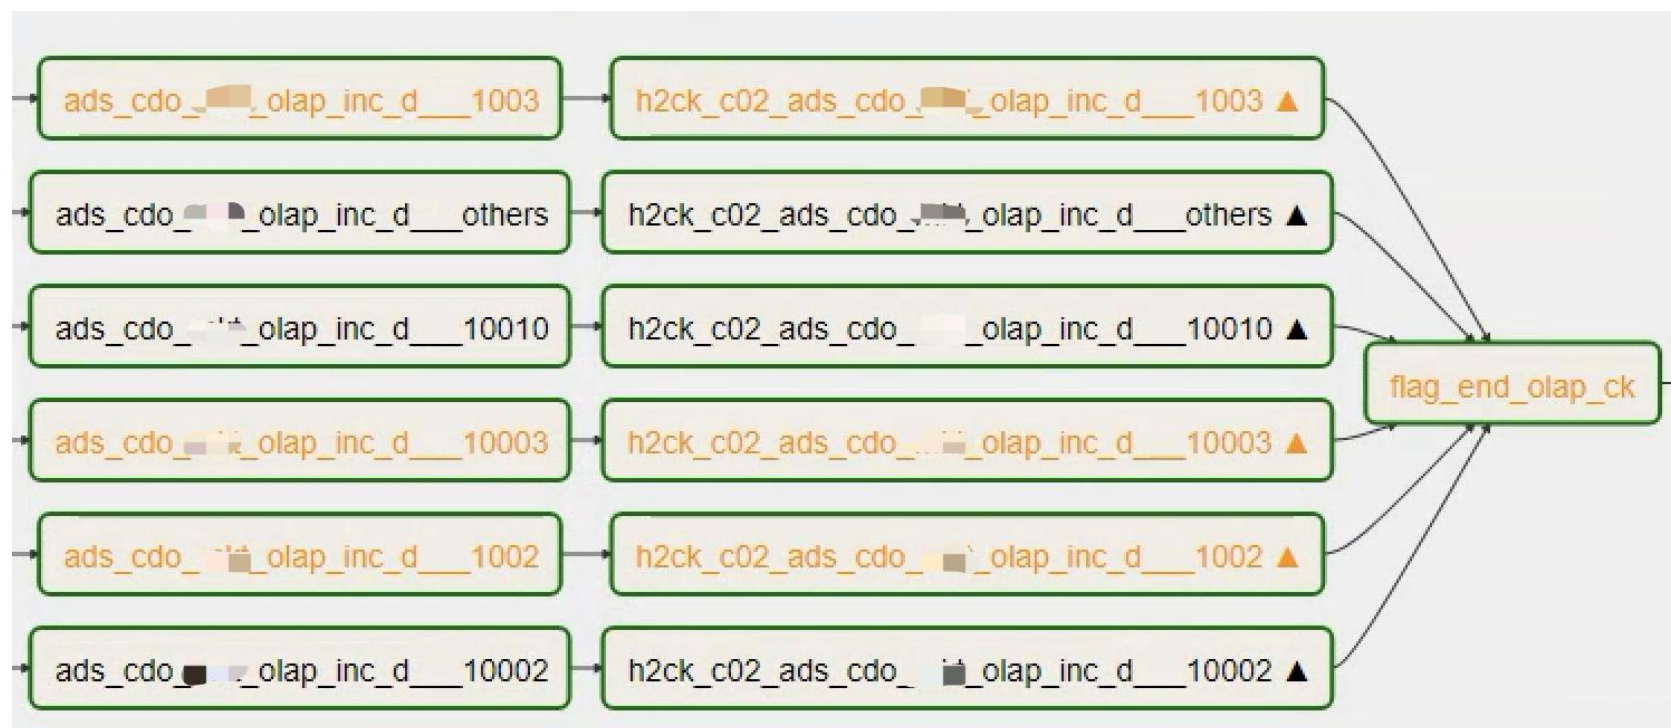 ads_cdo_ _olap_inc_d___1003
h2ck_c02_ads_cdo_ _olap_inc_d___1003 ▲
ads_cdo_ _olap_inc_d___others
h2ck_c02_ads_cdo_ _olap_inc_d___others ▲
ads_cdo_ _olap_inc_d___10010
h2ck_c02_ads_cdo_ _olap_inc_d___10010 ▲
flag_end_olap_ck
ads_cdo_ _olap_inc_d___10003
h2ck_c02_ads_cdo_ _olap_inc_d___10003 ▲
ads_cdo_ _olap_inc_d___1002
h2ck_c02_ads_cdo_ _olap_inc_d___1002 ▲
ads_cdo_ _olap_inc_d___10002
h2ck_c02_ads_cdo_ _olap_inc_d___10002 ▲